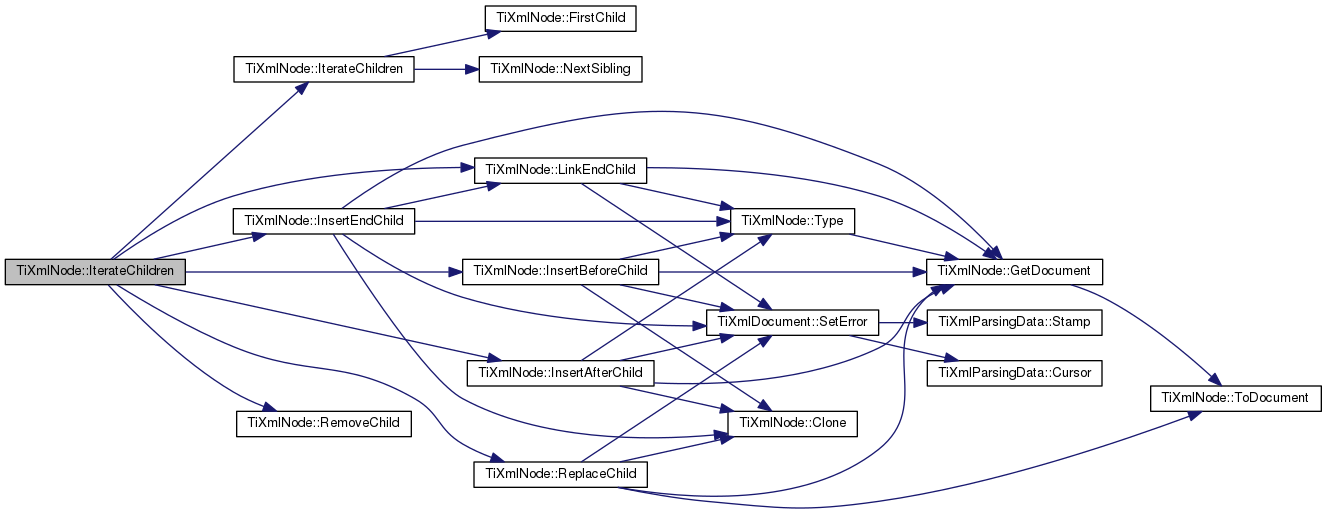 TiXmlNode::FirstChild
TiXmlNode::IterateChildren
TiXmlNode::NextSibling
TiXmlNode::LinkEndChild
TiXmlNode::InsertEndChild
TiXmlNode::Type
TiXmlNode::IterateChildren
TiXmlNode::InsertBeforeChild
TiXmlNode::GetDocument
TiXmlDocument::SetError
TiXmlParsingData::Stamp
TiXmlNode::InsertAfterChild
TiXmlParsingData::Cursor
TiXmlNode::ToDocument
TiXmlNode::RemoveChild
TiXmlNode::Clone
TiXmlNode::ReplaceChild